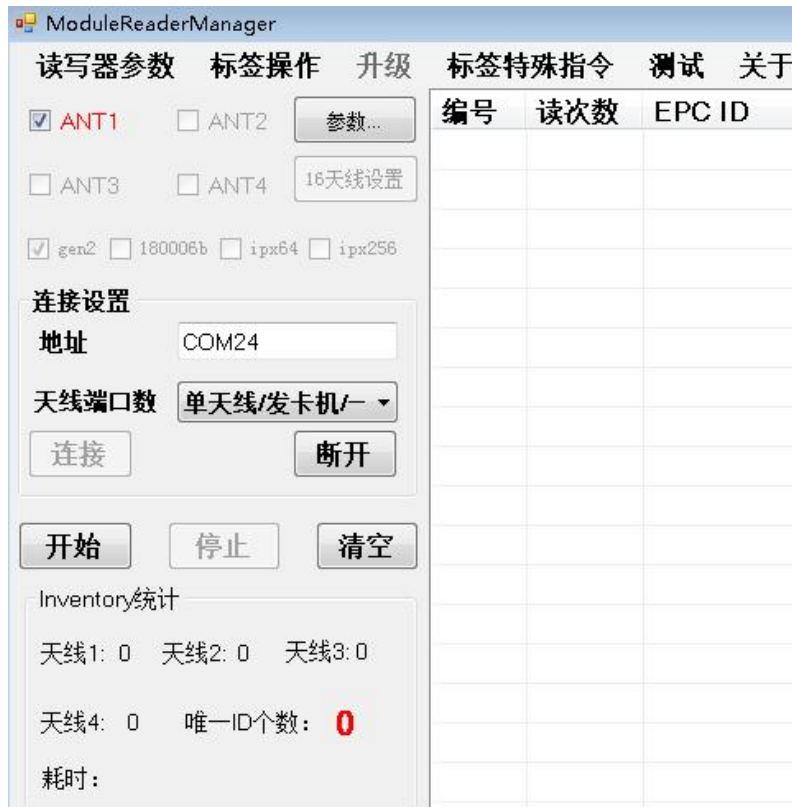 ModuleReaderManager
读写器参数 标签操作 升级 标签特殊指令 测试 关于
ANT1 ANT2 参数... 编号 读次数 EPC ID
ANT3 ANT4 16天线设置
gen2 180006b ipx64 ipx256
连接设置
地址 COM24
天线端口数 单天线/发卡机/一
连接 断开
开始 停止 清空
Inventory统计
天线1: 0 天线2: 0 天线3: 0
天线4: 0 唯一ID个数： 0
耗时：